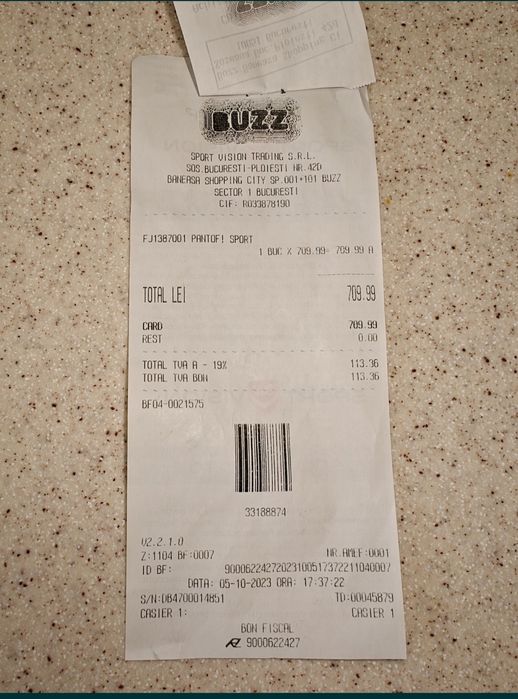 BUZZ
SPORT VISION TRADING S.R.L.
SOS.BUCURESTI-PLOIESTI NR.42D
BANEASA SHOPPING CITY SP.001+101 BUZZ
SECTOR 1 BUCURESTI
CIF: RO33878190
FJ1387001 PANTOFI SPORT
1 BUC X 709.99= 709.99 A
TOTAL LEI 709.99
CARD 709.99
REST 0.00
TOTAL TVA A - 19% 113.36
TOTAL TVA BON 113.36
BF04-0021575
33188874
V2.2.1.0
Z:1104 BF:0007 NR.AMEF:0001
ID BF: 90006224272023100517372211040007
DATA: 05-10-2023 ORA: 17:37:22
S/N:DB4700014851 TD:00045879
CASIER 1: CASIER 1
BON FISCAL
9000622427